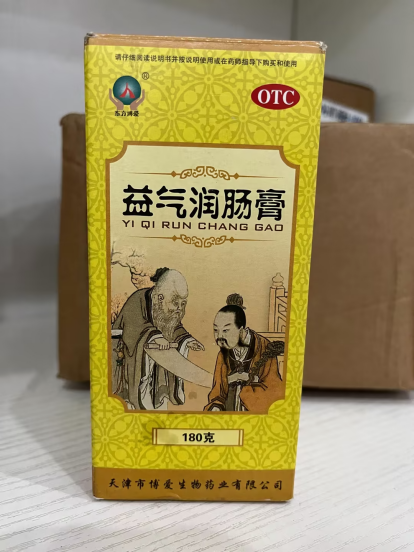 请仔细阅读说明书并按说明使用或在药师指导下购买和使用
®
东方博爱
OTC
益气润肠膏
YI QI RUN CHANG GAO
180克
天津市博爱生物药业有限公司